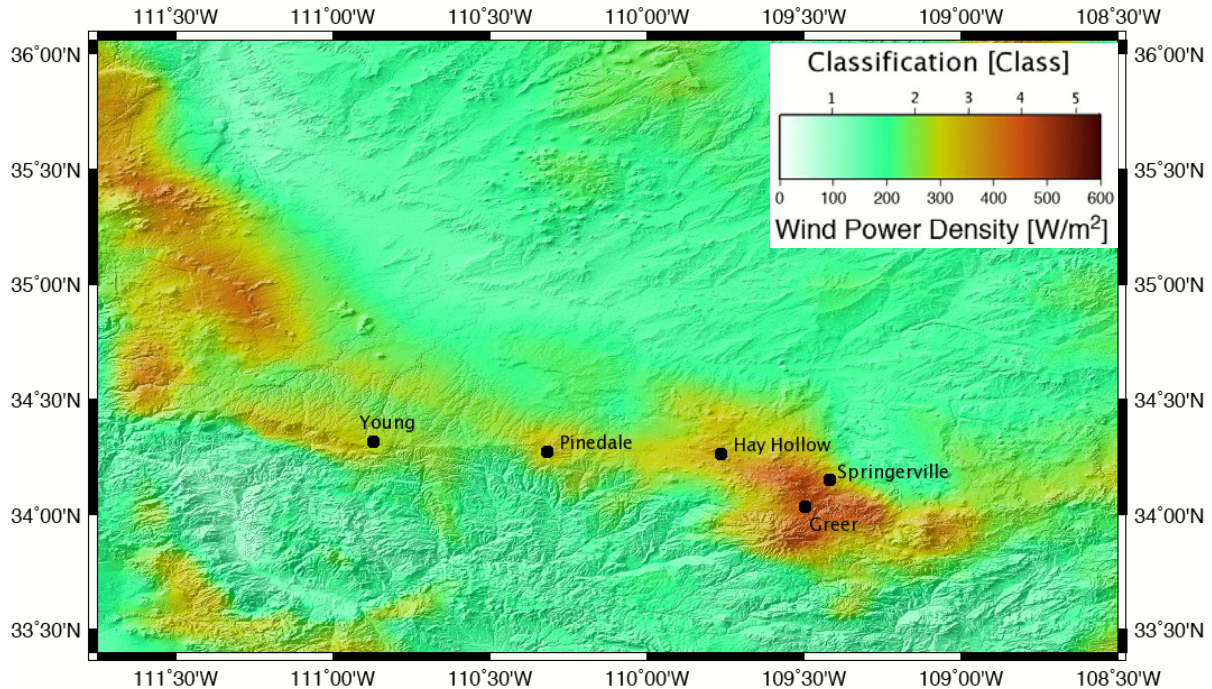 111˚30'W 111˚00'W 110˚30'W 110˚00'W 109˚30'W 109˚00'W 108˚30'W
36˚00'N 36˚00'N
Classification [Class]
1 2 3 4 5
0 100 200 300 400 500 600
Wind Power Density [W/m²]
35˚30'N 35˚30'N
35˚00'N 35˚00'N
34˚30'N 34˚30'N
Young
Pinedale
Hay Hollow
Springerville
Greer
34˚00'N 34˚00'N
33˚30'N 33˚30'N
111˚30'W 111˚00'W 110˚30'W 110˚00'W 109˚30'W 109˚00'W 108˚30'W